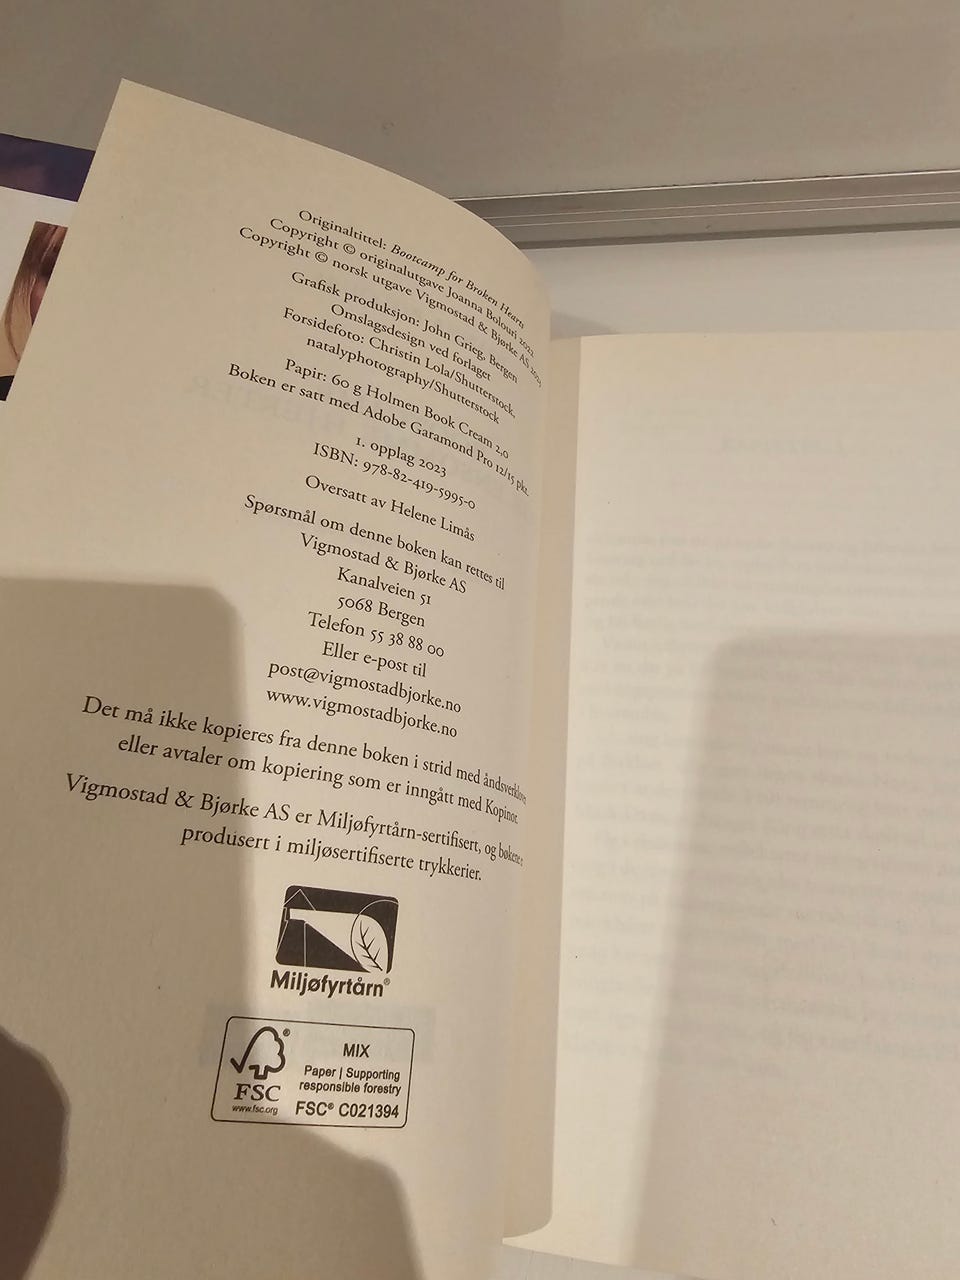 Originaltittel: Bootcamp for Broken Hearts
Copyright © originalutgave Joanna Bolouri 2022
Copyright © norsk utgave Vigmostad & Bjørke AS 2023
Grafisk produksjon: John Grieg, Bergen
Omslagsdesign ved forlaget
Forsidefoto: Christin Lola/Shutterstock,
natalyphotography/Shutterstock
Papir: 60 g Holmen Book Cream 2,0
Boken er satt med Adobe Garamond Pro 12/15 pkt.
1. opplag 2023
ISBN: 978-82-419-5995-0
Oversatt av Helene Limås
Spørsmål om denne boken kan rettes til
Vigmostad & Bjørke AS
Kanalveien 51
5068 Bergen
Telefon 55 38 88 00
Eller e-post til
post@vigmostadbjorke.no
www.vigmostadbjorke.no
Det må ikke kopieres fra denne boken i strid med åndsverkloven
eller avtaler om kopiering som er inngått med Kopinor.
Vigmostad & Bjørke AS er Miljøfyrtårn-sertifisert, og bøkene er
produsert i miljøsertifiserte trykkerier.
Miljøfyrtårn®
FSC
www.fsc.org
MIX
Paper | Supporting
responsible forestry
FSC® C021394